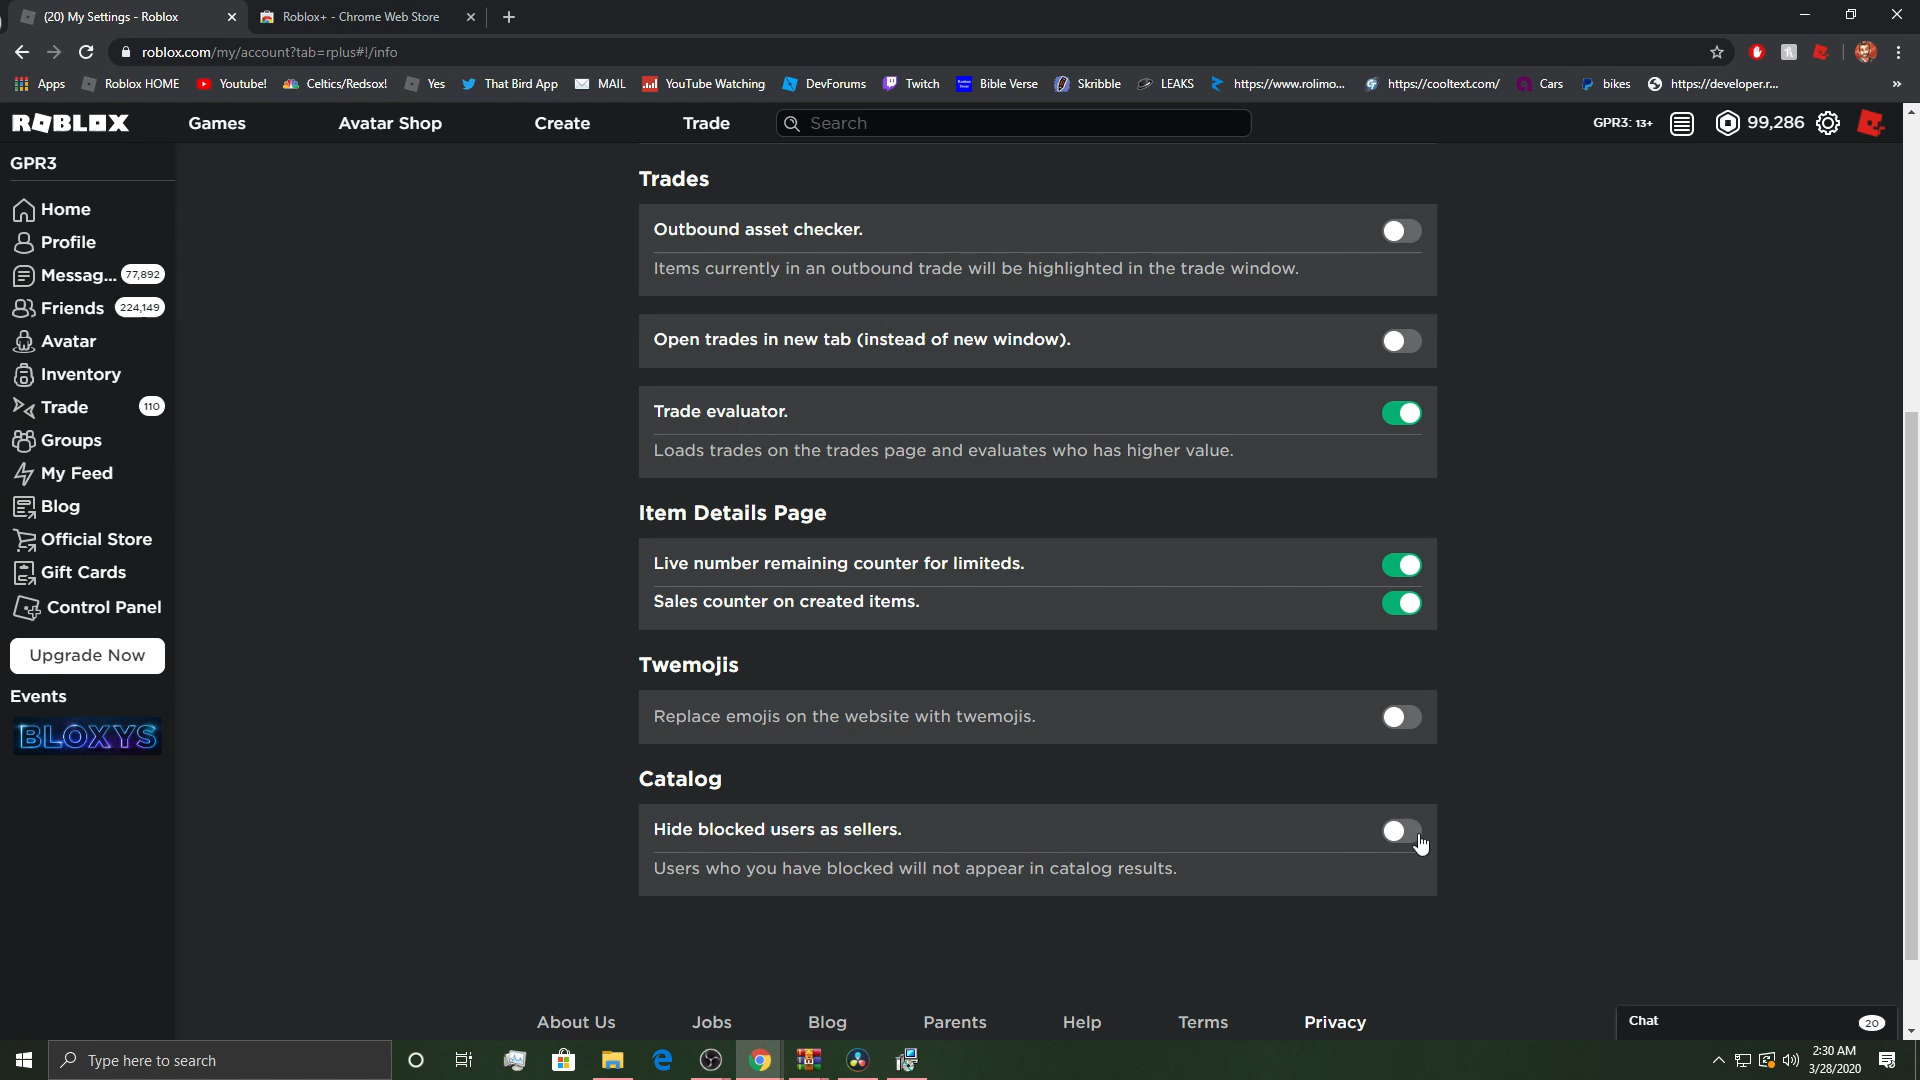 (20) My Settings - Roblox
Roblox+ - Chrome Web Store
roblox.com/my/account?tab=rplus#!/info
Apps
Roblox HOME
Youtube!
Celtics/Redsox!
Yes
That Bird App
MAIL
YouTube Watching
DevForums
Twitch
Bible Verse
Skribble
LEAKS
https://www.rolimo...
https://cooltext.com/
Cars
bikes
https://developer.r...
»
ROBLOX
Games
Avatar Shop
Create
Trade
Search
GPR3: 13+
99,286
GPR3
Home
Profile
Messag... 77,892
Friends 224,149
Avatar
Inventory
Trade 110
Groups
My Feed
Blog
Official Store
Gift Cards
Control Panel
Upgrade Now
Events
BLOXYS
Trades
Outbound asset checker.
Items currently in an outbound trade will be highlighted in the trade window.
Open trades in new tab (instead of new window).
Trade evaluator.
Loads trades on the trades page and evaluates who has higher value.
Item Details Page
Live number remaining counter for limiteds.
Sales counter on created items.
Twemojis
Replace emojis on the website with twemojis.
Catalog
Hide blocked users as sellers.
Users who you have blocked will not appear in catalog results.
About Us
Jobs
Blog
Parents
Help
Terms
Privacy
Chat 20
Type here to search
2:30 AM
3/28/2020